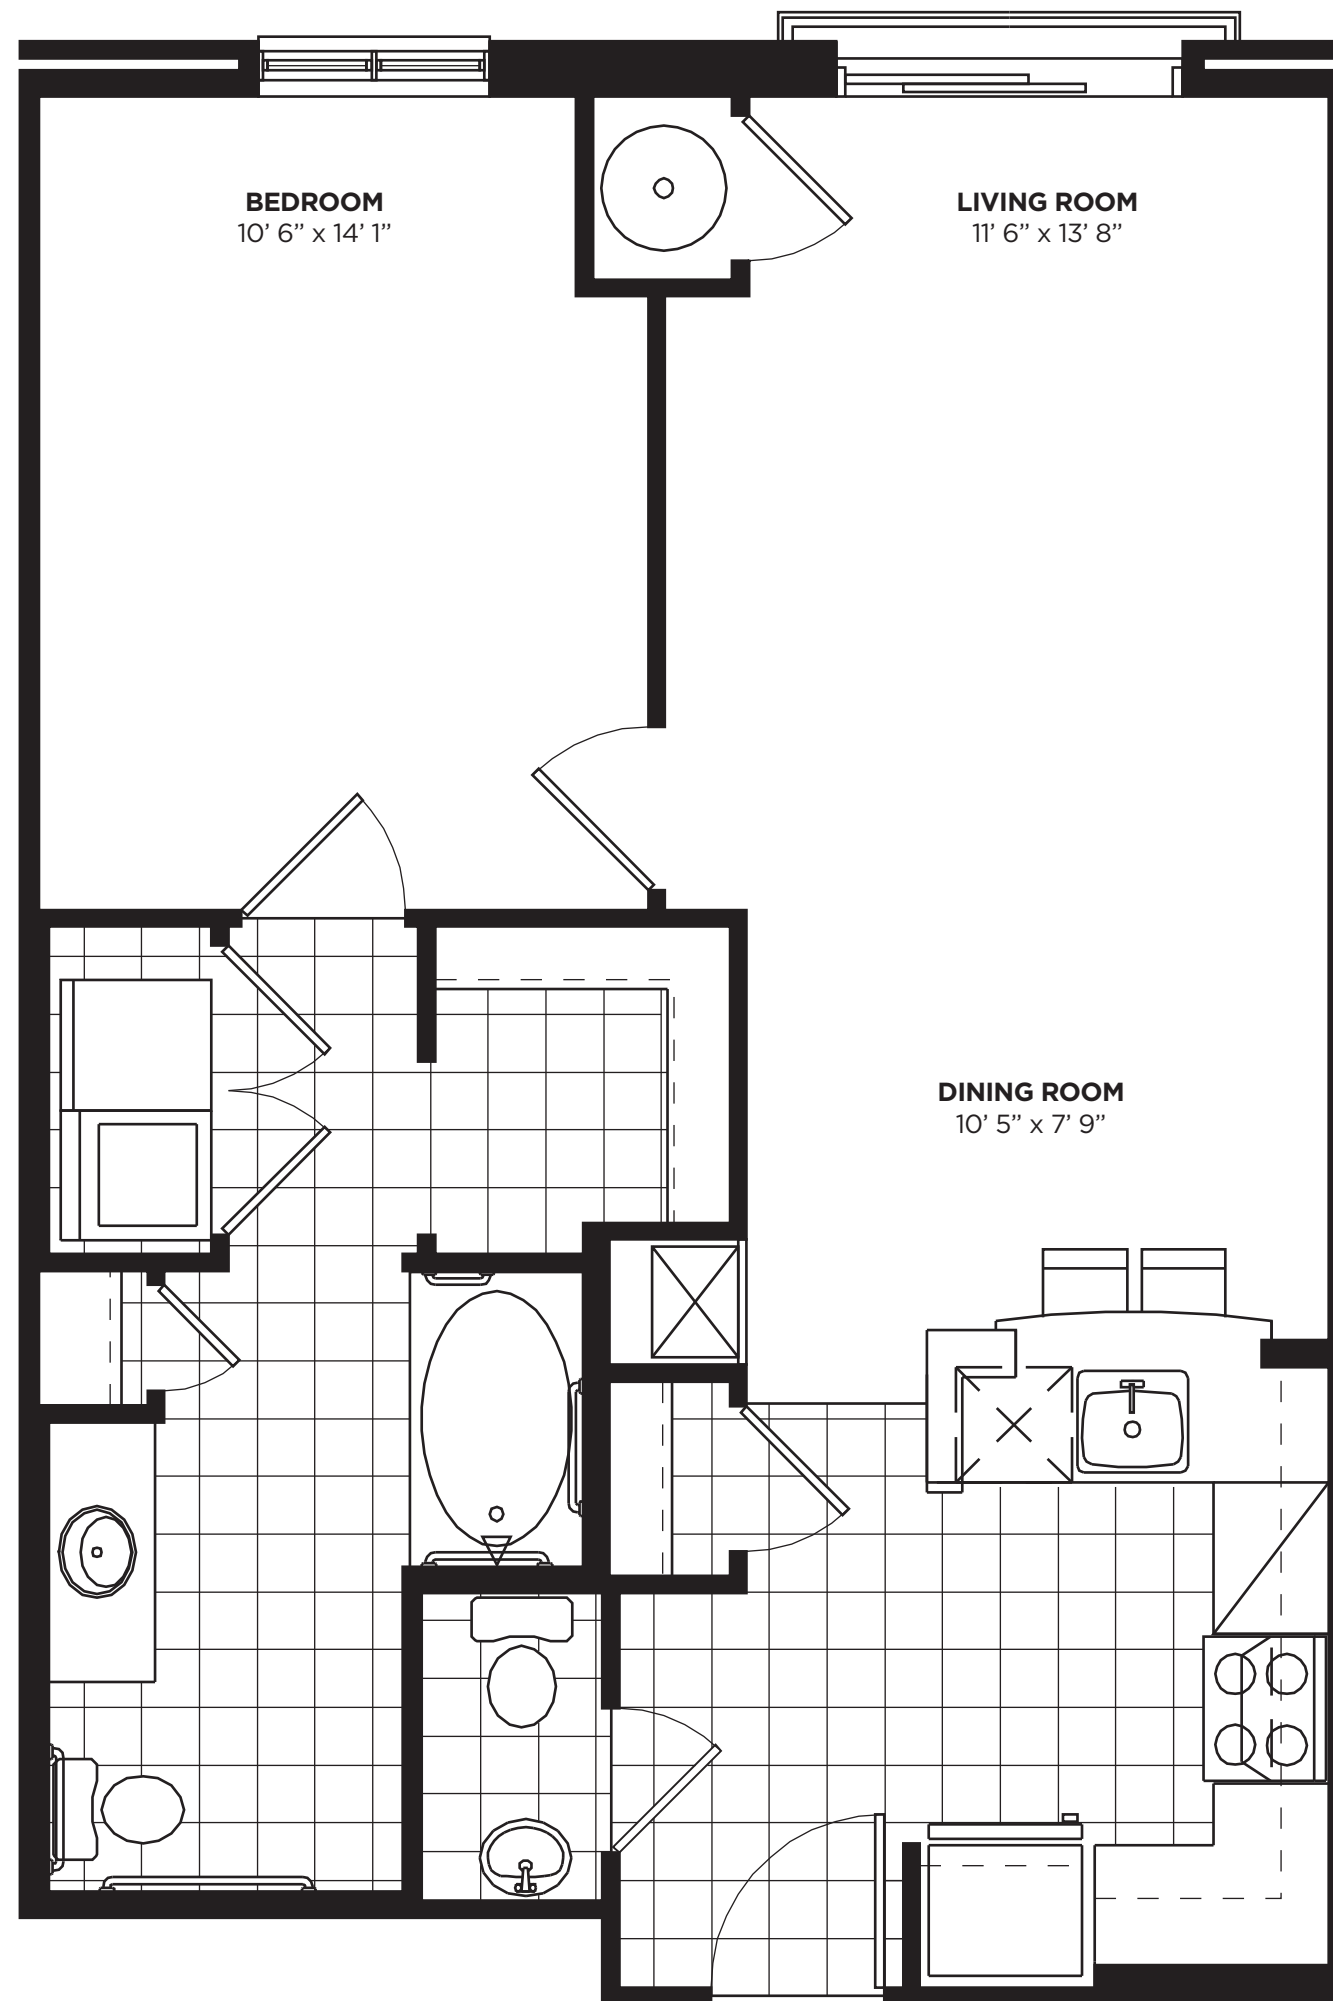 BEDROOM
10’ 6” x 14’ 1”
LIVING ROOM
11’ 6” x 13’ 8”
DINING ROOM
10’ 5” x 7’ 9”